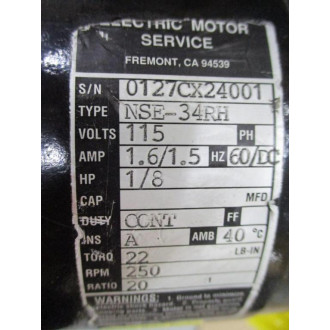 ELECTRIC MOTOR
SERVICE
FREMONT, CA 94539
S/N 0127CX24001
TYPE NSE-34RH
VOLTS 115 PH
AMP 1.6/1.5 HZ 60/DC
HP 1/8
CAP MFD
DUTY CONT FF
INS A AMB 40 °C
TORQ 22 LB-IN
RPM 250
RATIO 20
WARNINGS: